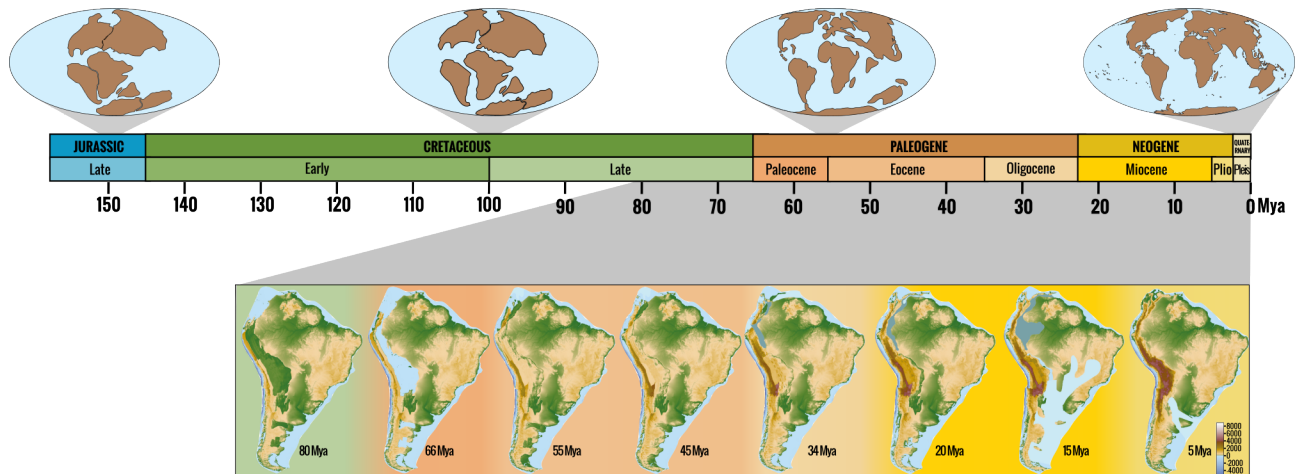 JURASSIC CRETACEOUS PALEOGENE NEOGENE QUATE
RNARY
Late Early Late Paleocene Eocene Oligocene Miocene Plio Pleis
150 140 130 120 110 100 90 80 70 60 50 40 30 20 10 0 Mya
80 Mya 66 Mya 55 Mya 45 Mya 34 Mya 20 Mya 15 Mya 5 Mya
8000
6000
4000
2000
0
-2000
-4000